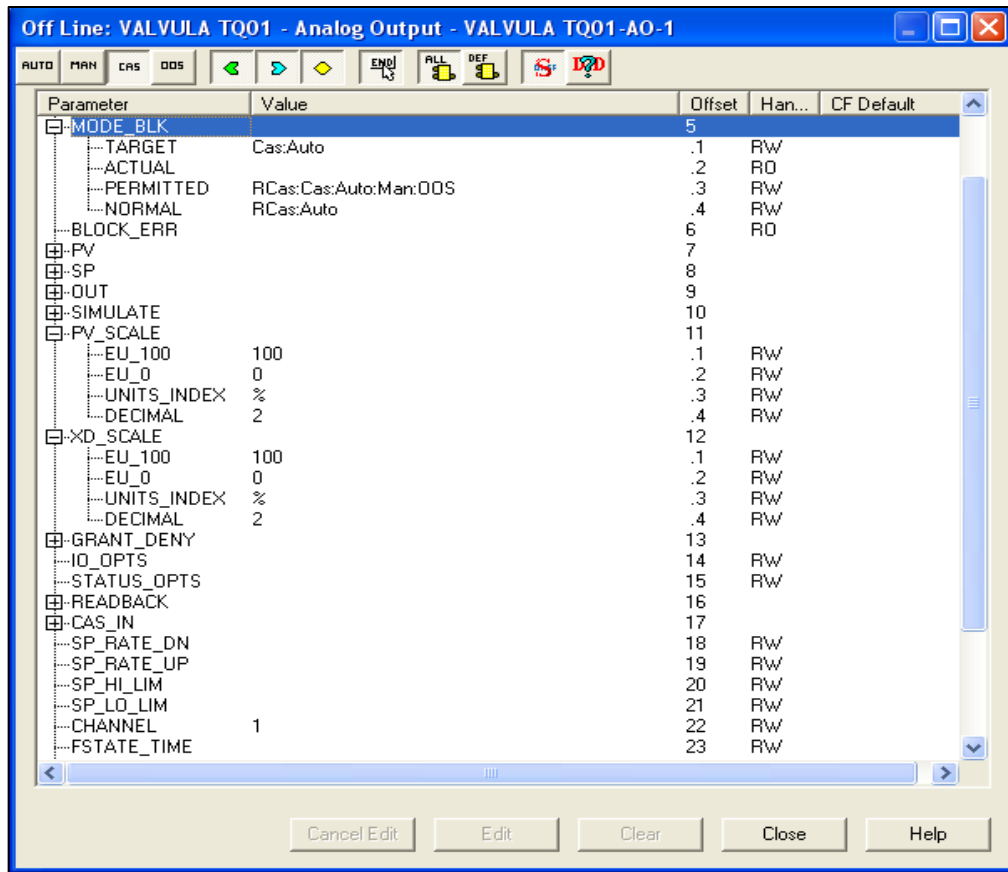 Off Line: VALVULA TQ01 - Analog Output - VALVULA TQ01-AO-1
AUTO MAN CAS OOS END! ALL DEF S D?D
Parameter Value Offset Han... CF Default
MODE_BLK 5
TARGET Cas:Auto .1 RW
ACTUAL .2 RO
PERMITTED RCas:Cas:Auto:Man:OOS .3 RW
NORMAL RCas:Auto .4 RW
BLOCK_ERR 6 RO
PV 7
SP 8
OUT 9
SIMULATE 10
PV_SCALE 11
EU_100 100 .1 RW
EU_0 0 .2 RW
UNITS_INDEX % .3 RW
DECIMAL 2 .4 RW
XD_SCALE 12
EU_100 100 .1 RW
EU_0 0 .2 RW
UNITS_INDEX % .3 RW
DECIMAL 2 .4 RW
GRANT_DENY 13
IO_OPTS 14 RW
STATUS_OPTS 15 RW
READBACK 16
CAS_IN 17
SP_RATE_DN 18 RW
SP_RATE_UP 19 RW
SP_HI_LIM 20 RW
SP_LO_LIM 21 RW
CHANNEL 1 22 RW
FSTATE_TIME 23 RW
Cancel Edit Edit Clear Close Help